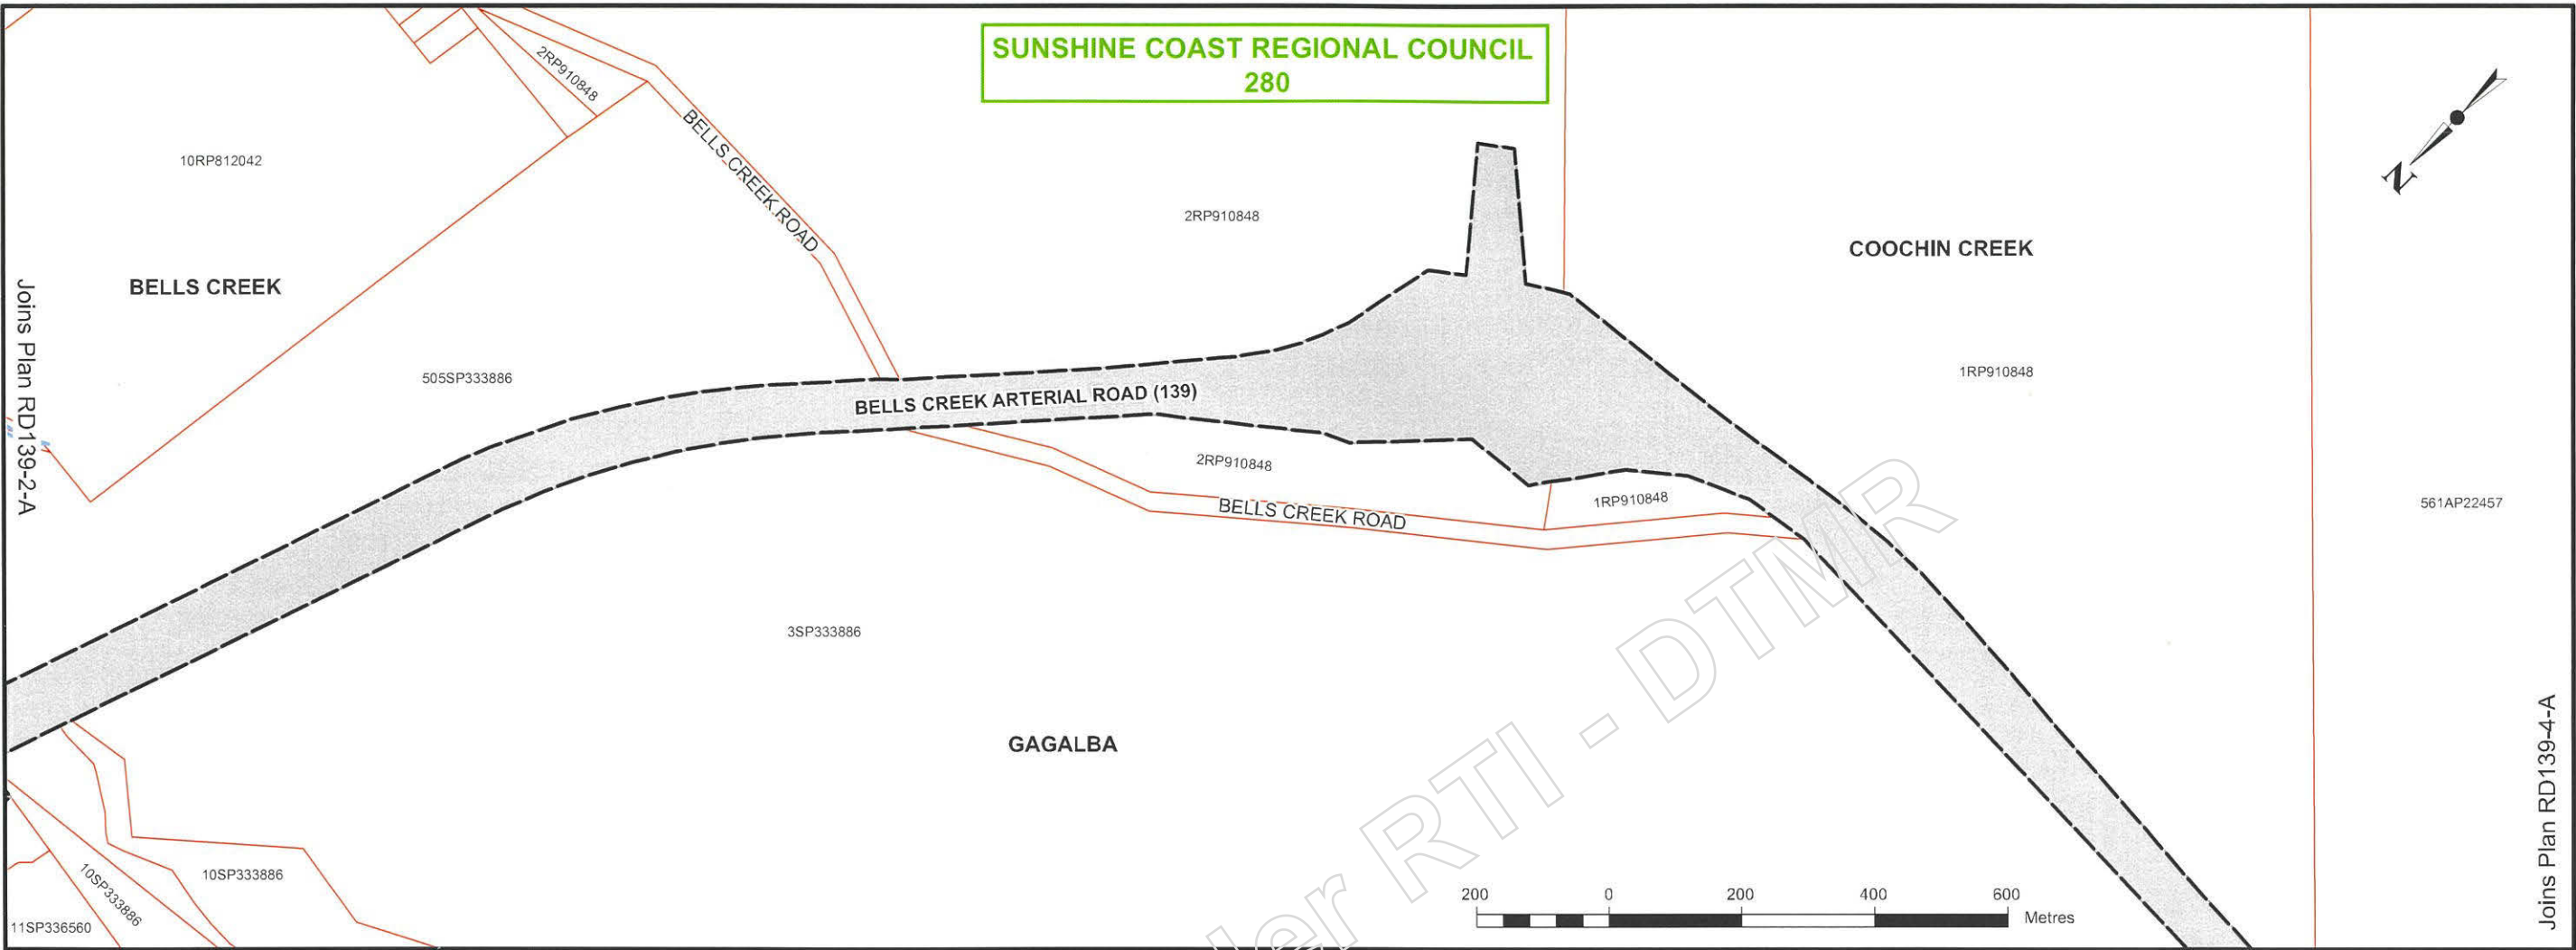 SUNSHINE COAST REGIONAL COUNCIL
280
2RP910848
BELLS CREEK ROAD
10RP812042
N
2RP910848
COOCHIN CREEK
BELLS CREEK
Joins Plan RD139-2-A
505SP333886
1RP910848
BELLS CREEK ARTERIAL ROAD (139)
2RP910848
1RP910848
BELLS CREEK ROAD
561AP22457
3SP333886
GAGALBA
RTI - DTMR
10SP333886
10SP333886
11SP336560
200 0 200 400 600
Metres
Joins Plan RD139-4-A